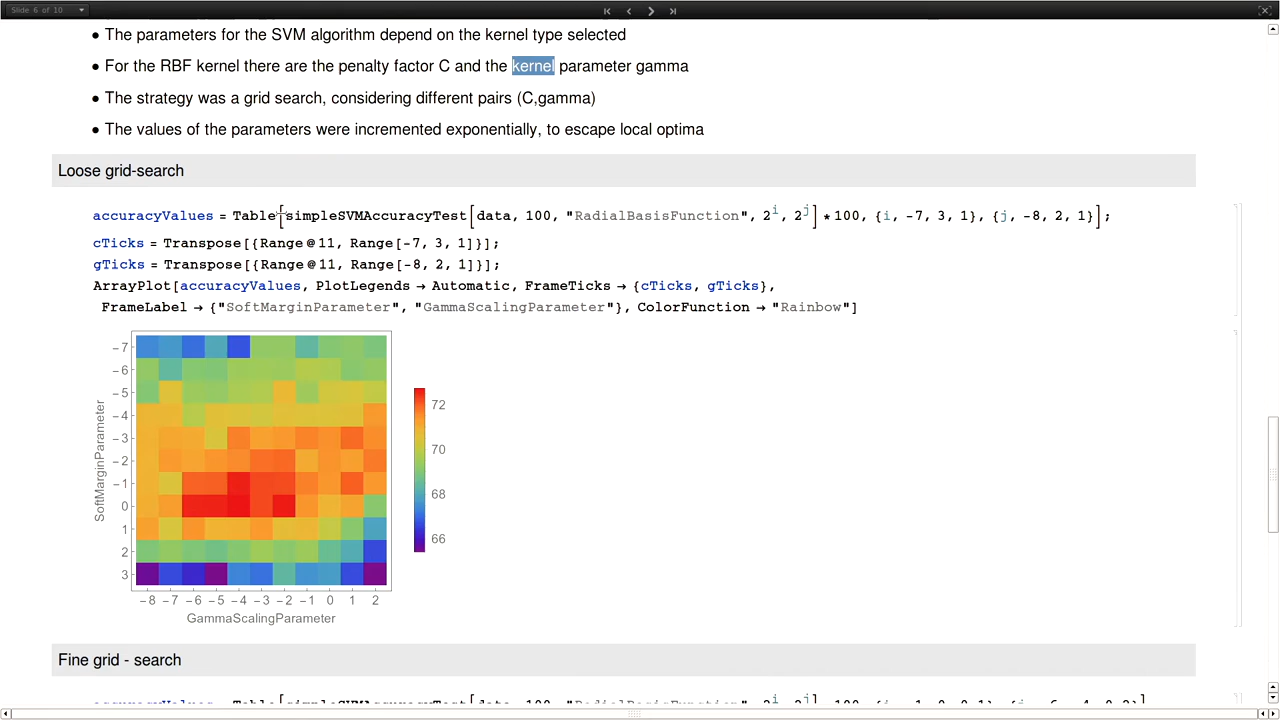 Slide 6 of 10
• The parameters for the SVM algorithm depend on the kernel type selected
• For the RBF kernel there are the penalty factor C and the kernel parameter gamma
• The strategy was a grid search, considering different pairs (C,gamma)
• The values of the parameters were incremented exponentially, to escape local optima
Loose grid-search
accuracyValues = Table[simpleSVMAccuracyTest[data, 100, "RadialBasisFunction", 2^i, 2^j] *100, {i, -7, 3, 1}, {j, -8, 2, 1}];
cTicks = Transpose[{Range@11, Range[-7, 3, 1]}];
gTicks = Transpose[{Range@11, Range[-8, 2, 1]}];
ArrayPlot[accuracyValues, PlotLegends → Automatic, FrameTicks → {cTicks, gTicks},
FrameLabel → {"SoftMarginParameter", "GammaScalingParameter"}, ColorFunction → "Rainbow"]
SoftMarginParameter
-7
-6
-5
-4
-3
-2
-1
0
1
2
3
-8 -7 -6 -5 -4 -3 -2 -1 0 1 2
GammaScalingParameter
72
70
68
66
Fine grid - search